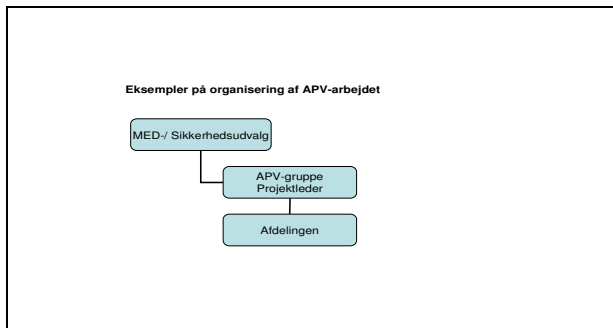 Eksempler på organisering af APV-arbejdet
MED-/ Sikkerhedsudvalg
APV-gruppe
Projektleder
Afdelingen